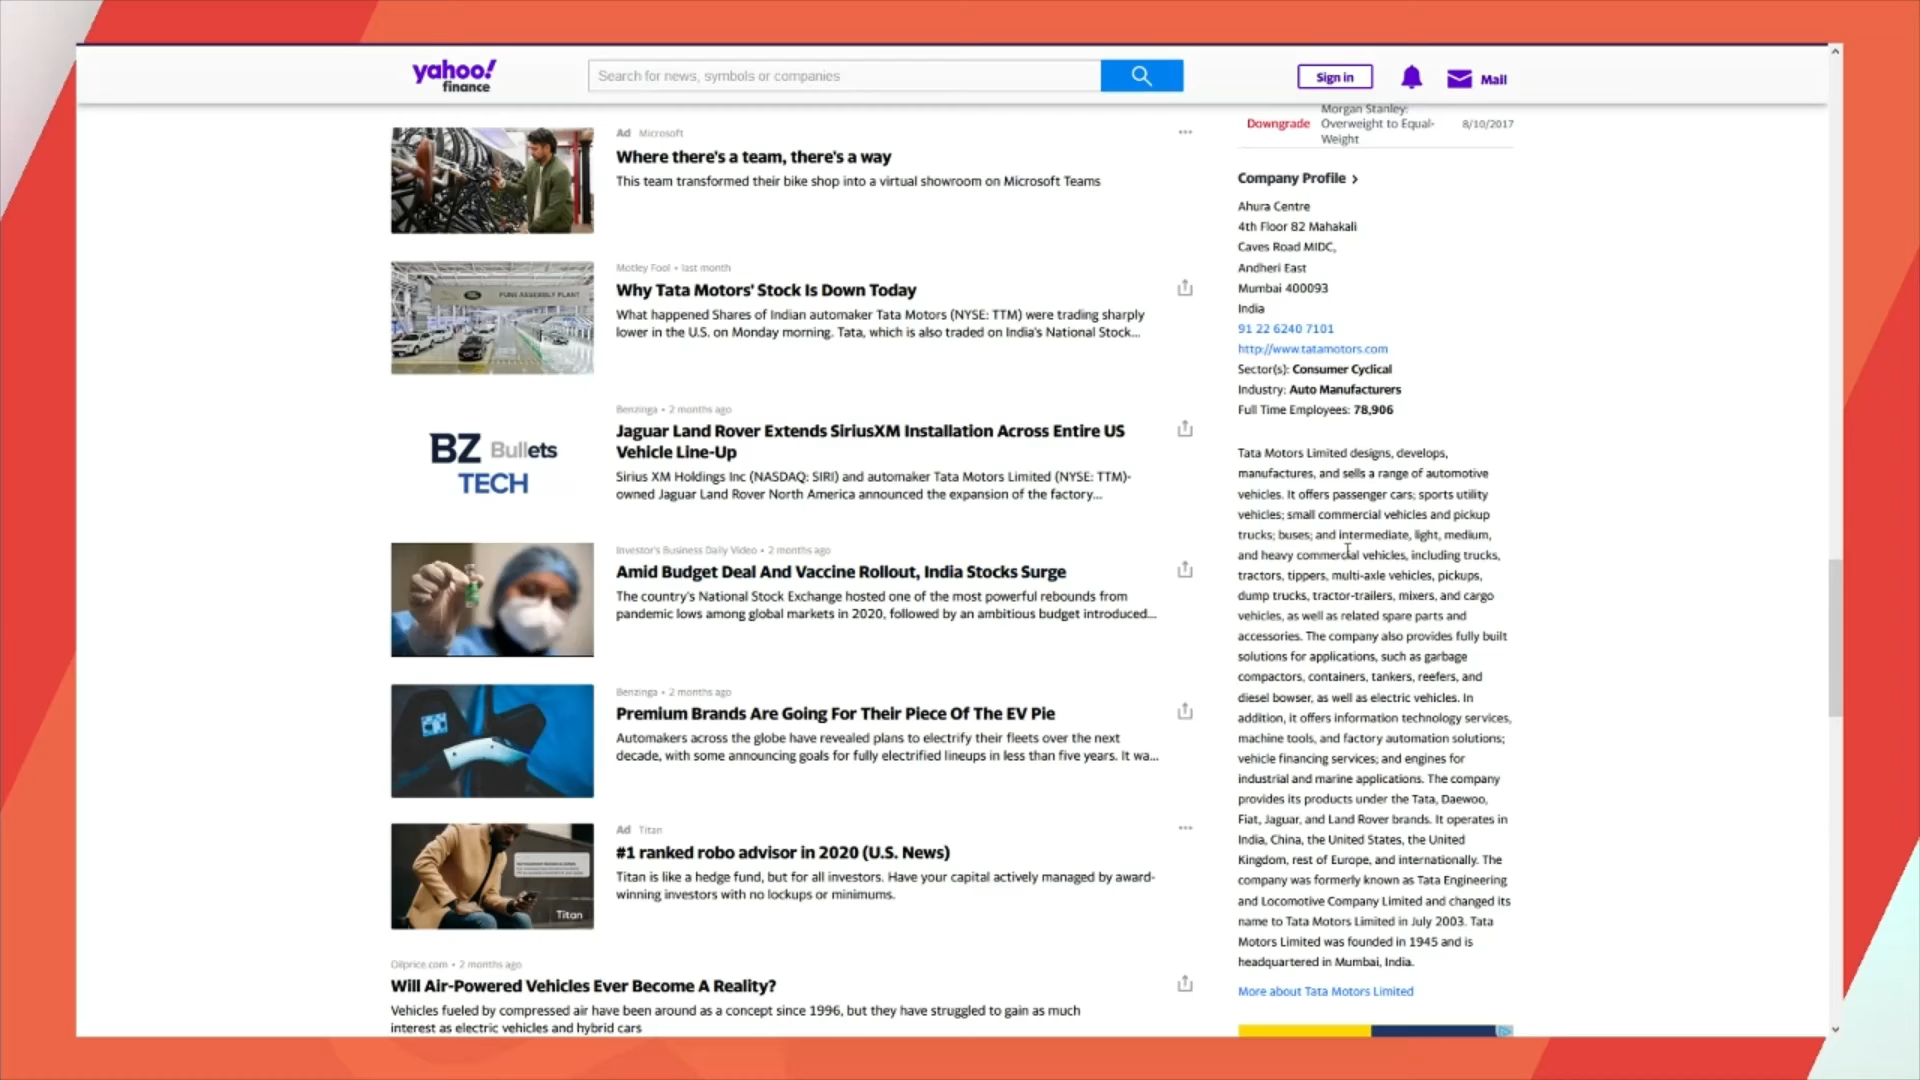 yahoo!
finance
Search for news, symbols or companies
Sign in
Mail
Ad Microsoft
Where there's a team, there's a way
This team transformed their bike shop into a virtual showroom on Microsoft Teams
PUNE ASSEMBLY PLANT
Motley Fool • last month
Why Tata Motors' Stock Is Down Today
What happened Shares of Indian automaker Tata Motors (NYSE: TTM) were trading sharply
lower in the U.S. on Monday morning. Tata, which is also traded on India's National Stock...
BZ Bullets
TECH
Benzinga • 2 months ago
Jaguar Land Rover Extends SiriusXM Installation Across Entire US
Vehicle Line-Up
Sirius XM Holdings Inc (NASDAQ: SIRI) and automaker Tata Motors Limited (NYSE: TTM)-
owned Jaguar Land Rover North America announced the expansion of the factory...
Investor's Business Daily Video • 2 months ago
Amid Budget Deal And Vaccine Rollout, India Stocks Surge
The country's National Stock Exchange hosted one of the most powerful rebounds from
pandemic lows among global markets in 2020, followed by an ambitious budget introduced...
Benzinga • 2 months ago
Premium Brands Are Going For Their Piece Of The EV Pie
Automakers across the globe have revealed plans to electrify their fleets over the next
decade, with some announcing goals for fully electrified lineups in less than five years. It wa...
Titan
Ad Titan
#1 ranked robo advisor in 2020 (U.S. News)
Titan is like a hedge fund, but for all investors. Have your capital actively managed by award-
winning investors with no lockups or minimums.
Oilprice.com • 2 months ago
Will Air-Powered Vehicles Ever Become A Reality?
Vehicles fueled by compressed air have been around as a concept since 1996, but they have struggled to gain as much
interest as electric vehicles and hybrid cars
Morgan Stanley:
Downgrade Overweight to Equal- 8/10/2017
Weight
Company Profile
Ahura Centre
4th Floor 82 Mahakali
Caves Road MIDC,
Andheri East
Mumbai 400093
India
91 22 6240 7101
http://www.tatamotors.com
Sector(s): Consumer Cyclical
Industry: Auto Manufacturers
Full Time Employees: 78,906
Tata Motors Limited designs, develops,
manufactures, and sells a range of automotive
vehicles. It offers passenger cars; sports utility
vehicles; small commercial vehicles and pickup
trucks; buses; and intermediate, light, medium,
and heavy commercial vehicles, including trucks,
tractors, tippers, multi-axle vehicles, pickups,
dump trucks, tractor-trailers, mixers, and cargo
vehicles, as well as related spare parts and
accessories. The company also provides fully built
solutions for applications, such as garbage
compactors, containers, tankers, reefers, and
diesel bowser, as well as electric vehicles. In
addition, it offers information technology services,
machine tools, and factory automation solutions;
vehicle financing services; and engines for
industrial and marine applications. The company
provides its products under the Tata, Daewoo,
Fiat, Jaguar, and Land Rover brands. It operates in
India, China, the United States, the United
Kingdom, rest of Europe, and internationally. The
company was formerly known as Tata Engineering
and Locomotive Company Limited and changed its
name to Tata Motors Limited in July 2003. Tata
Motors Limited was founded in 1945 and is
headquartered in Mumbai, India.
More about Tata Motors Limited